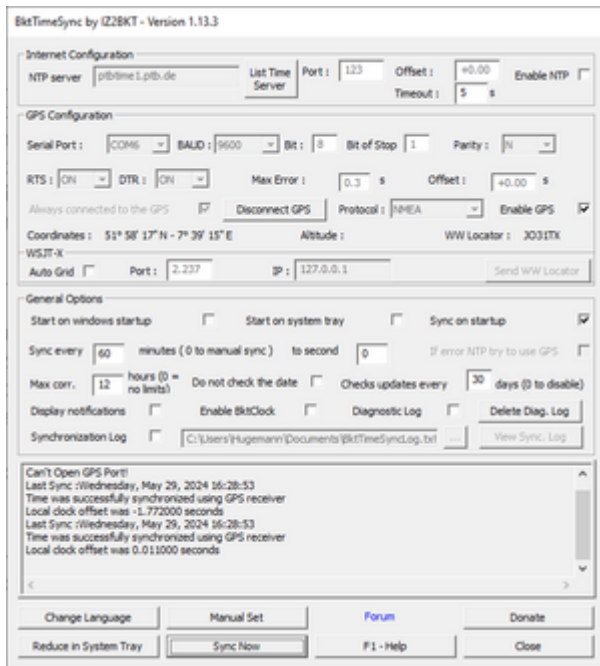 BktTimeSync by IZ2BKT - Version 1.13.3
Internet Configuration
NTP server ptbtime1.ptb.de List Time Server Port : 123 Offset : +0.00 Enable NTP
Timeout : 5 s
GPS Configuration
Serial Port : COM6 BAUD : 9600 Bit : 8 Bit of Stop 1 Parity : N
RTS : ON DTR : ON Max Error : 0.3 s Offset : +0.00 s
Always connected to the GPS Disconnect GPS Protocol : NMEA Enable GPS
Coordinates : 51° 58' 17" N - 7° 39' 15" E Altitude : WW Locator : JO31TX
WSJT-X
Auto Grid Port : 2.237 IP : 127.0.0.1 Send WW Locator
General Options
Start on windows startup Start on system tray Sync on startup
Sync every 60 minutes ( 0 to manual sync ) to second 0 If error NTP try to use GPS
Max corr. 12 hours (0 = no limits) Do not check the date Checks updates every 30 days (0 to disable)
Display notifications Enable BktClock Diagnostic Log Delete Diag. Log
Synchronization Log C:\Users\Hugemann\Documents\BktTimeSyncLog.txt ... View Sync. Log
Can't Open GPS Port!
Last Sync :Wednesday, May 29, 2024 16:28:53
Time was successfully synchronized using GPS receiver
Local clock offset was -1.772000 seconds
Last Sync :Wednesday, May 29, 2024 16:28:53
Time was successfully synchronized using GPS receiver
Local clock offset was 0.011000 seconds
Change Language Manual Set Forum Donate
Reduce in System Tray Sync Now F1 - Help Close